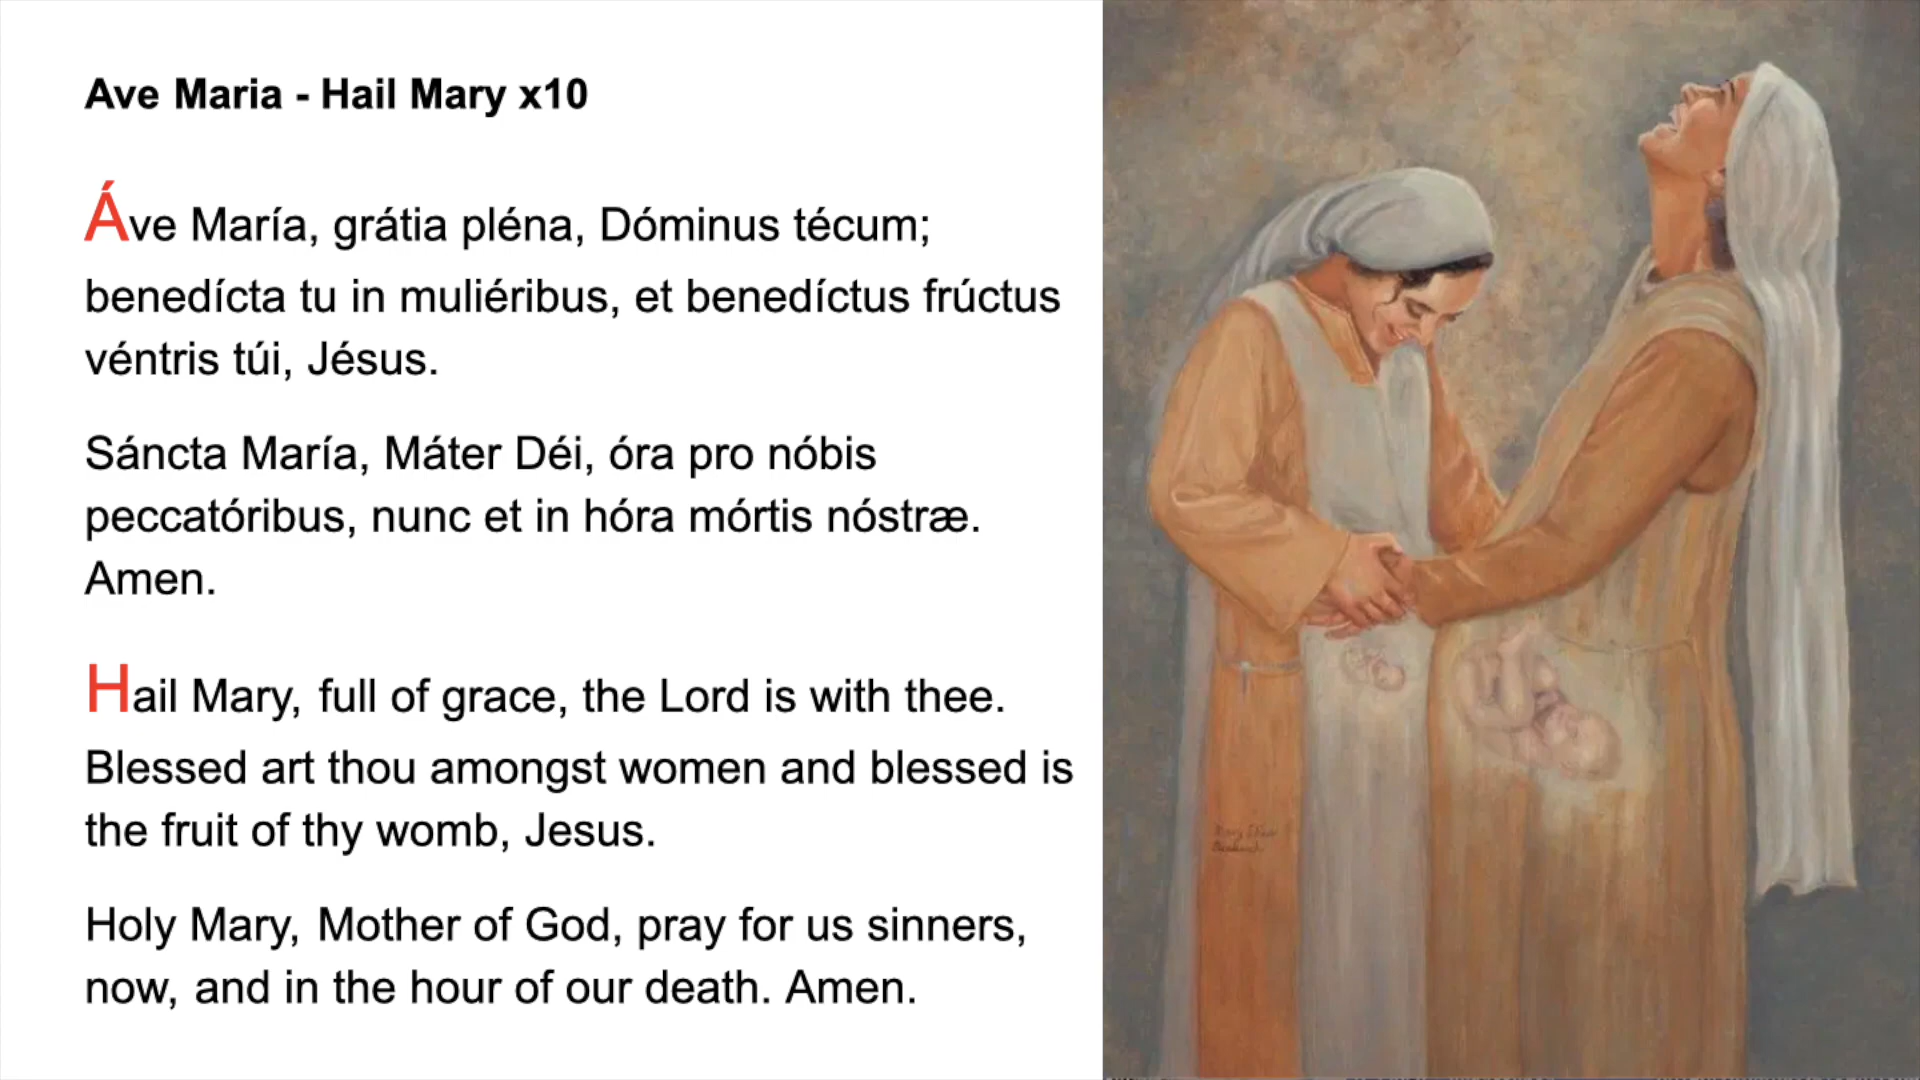 Ave Maria - Hail Mary x10
Áve María, grátia pléna, Dóminus técum;
benedícta tu in muliéribus, et benedíctus frúctus
véntris túi, Jésus.
Sáncta María, Máter Déi, óra pro nóbis
peccatóribus, nunc et in hóra mórtis nóstræ.
Amen.
Hail Mary, full of grace, the Lord is with thee.
Blessed art thou amongst women and blessed is
the fruit of thy womb, Jesus.
Holy Mary, Mother of God, pray for us sinners,
now, and in the hour of our death. Amen.